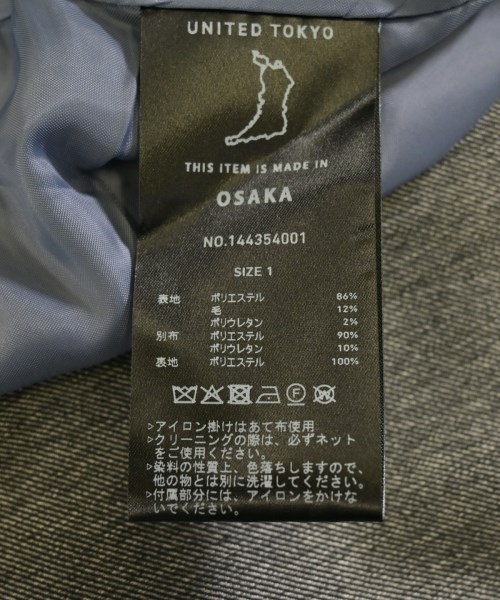 UNITED TOKYO
THIS ITEM IS MADE IN
OSAKA
NO.144354001
SIZE 1
表地 ポリエステル 86%
毛 12%
ポリウレタン 2%
別布 ポリエステル 90%
ポリウレタン 10%
裏地 ポリエステル 100%
F W
>アイロン掛けはあて布使用
>クリーニングの際は、必ずネット
をご使用ください。
>染料の性質上、色落ちしますので、
他の物とは別に洗濯してください。
>付属部分には、アイロンをかけな
いでください。